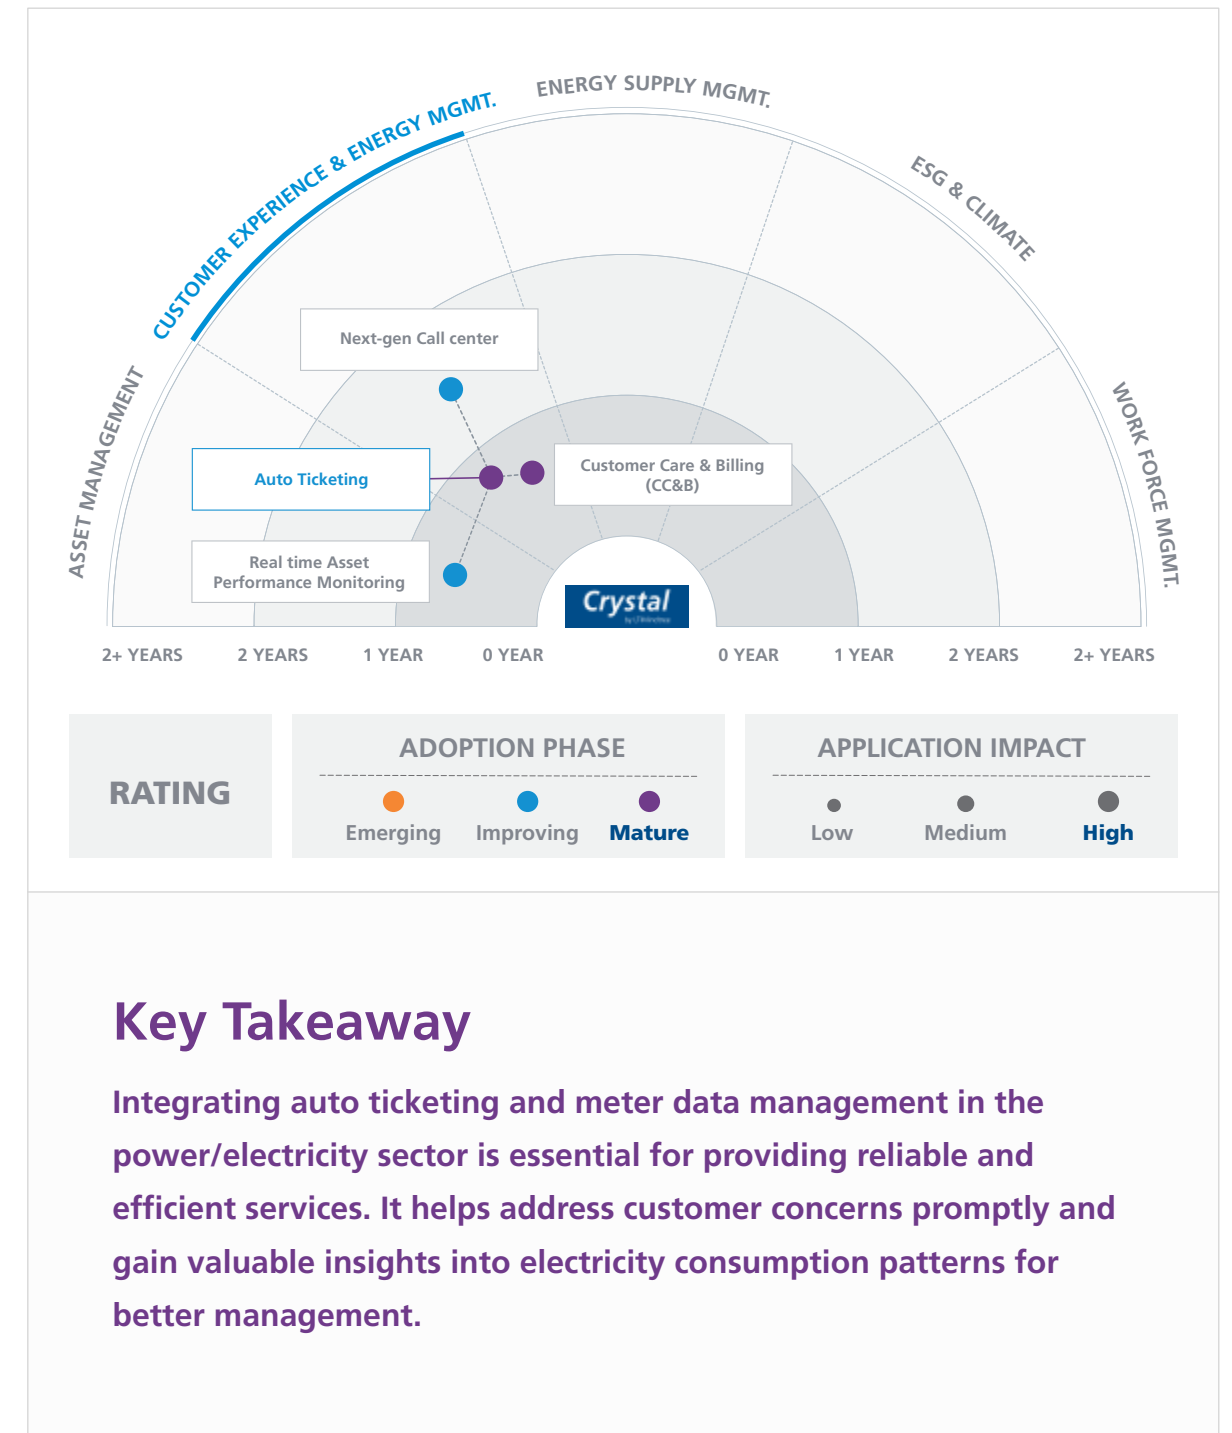 ENERGY SUPPLY MGMT.
CUSTOMER EXPERIENCE & ENERGY MGMT.
ESG & CLIMATE
ASSET MANAGEMENT
WORK FORCE MGMT.
Next-gen Call center
Auto Ticketing
Customer Care & Billing
(CC&B)
Real time Asset
Performance Monitoring
Crystal
2+ YEARS 2 YEARS 1 YEAR 0 YEAR 0 YEAR 1 YEAR 2 YEARS 2+ YEARS
RATING
ADOPTION PHASE
Emerging Improving Mature
APPLICATION IMPACT
Low Medium High
Key Takeaway
Integrating auto ticketing and meter data management in the
power/electricity sector is essential for providing reliable and
efficient services. It helps address customer concerns promptly and
gain valuable insights into electricity consumption patterns for
better management.